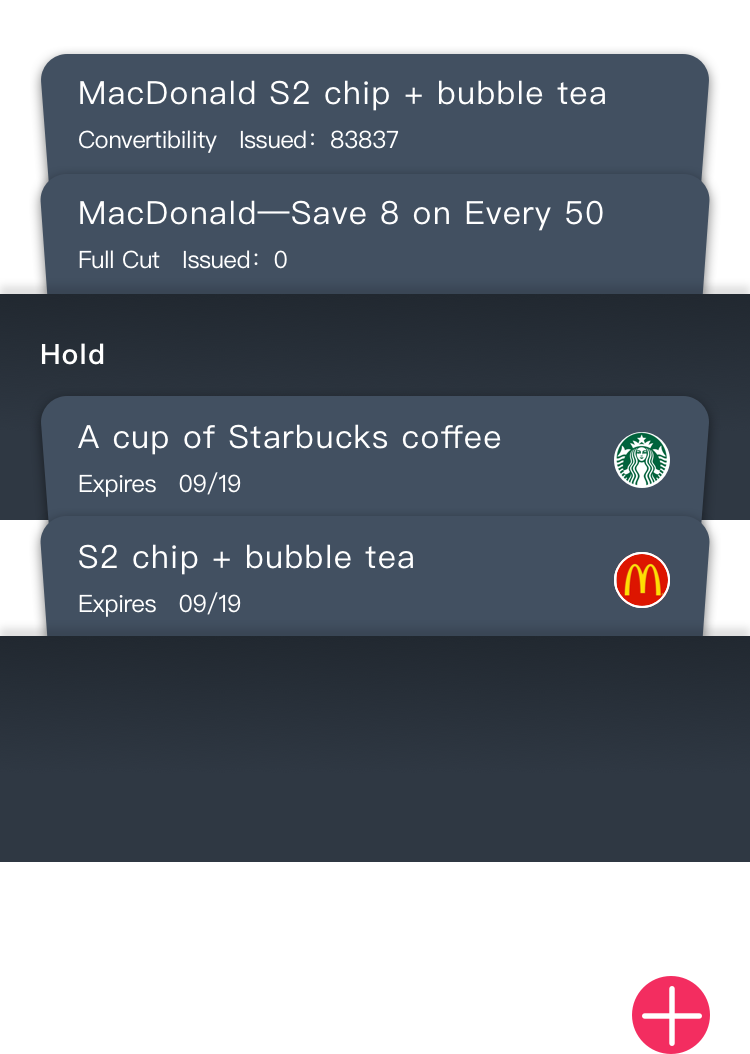 MacDonald S2 chip + bubble tea
Convertibility Issued：83837
MacDonald—Save 8 on Every 50
Full Cut Issued：0
Hold
A cup of Starbucks coffee
Expires 09/19
S2 chip + bubble tea
Expires 09/19